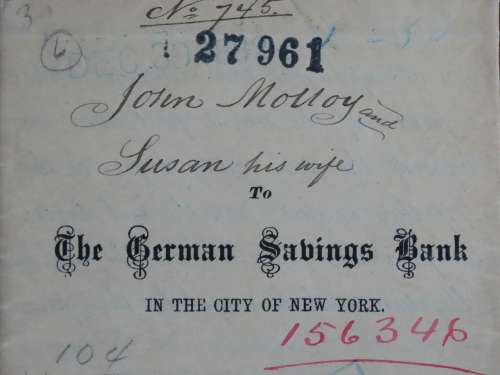 3
No 745.
L
27961
John Molloy and
Susan his wife
To
The German Savings Bank
IN THE CITY OF NEW YORK.
156346
104